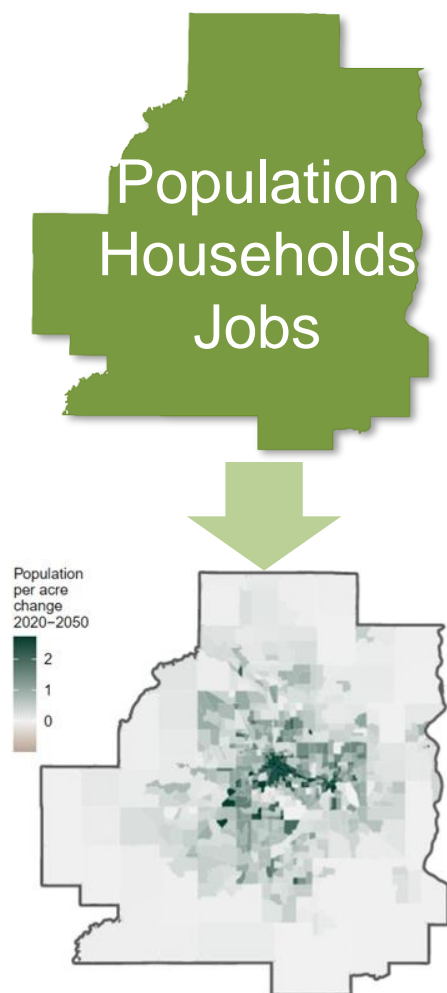 Population
Households
Jobs
Population
per acre
change
2020−2050
2
1
0